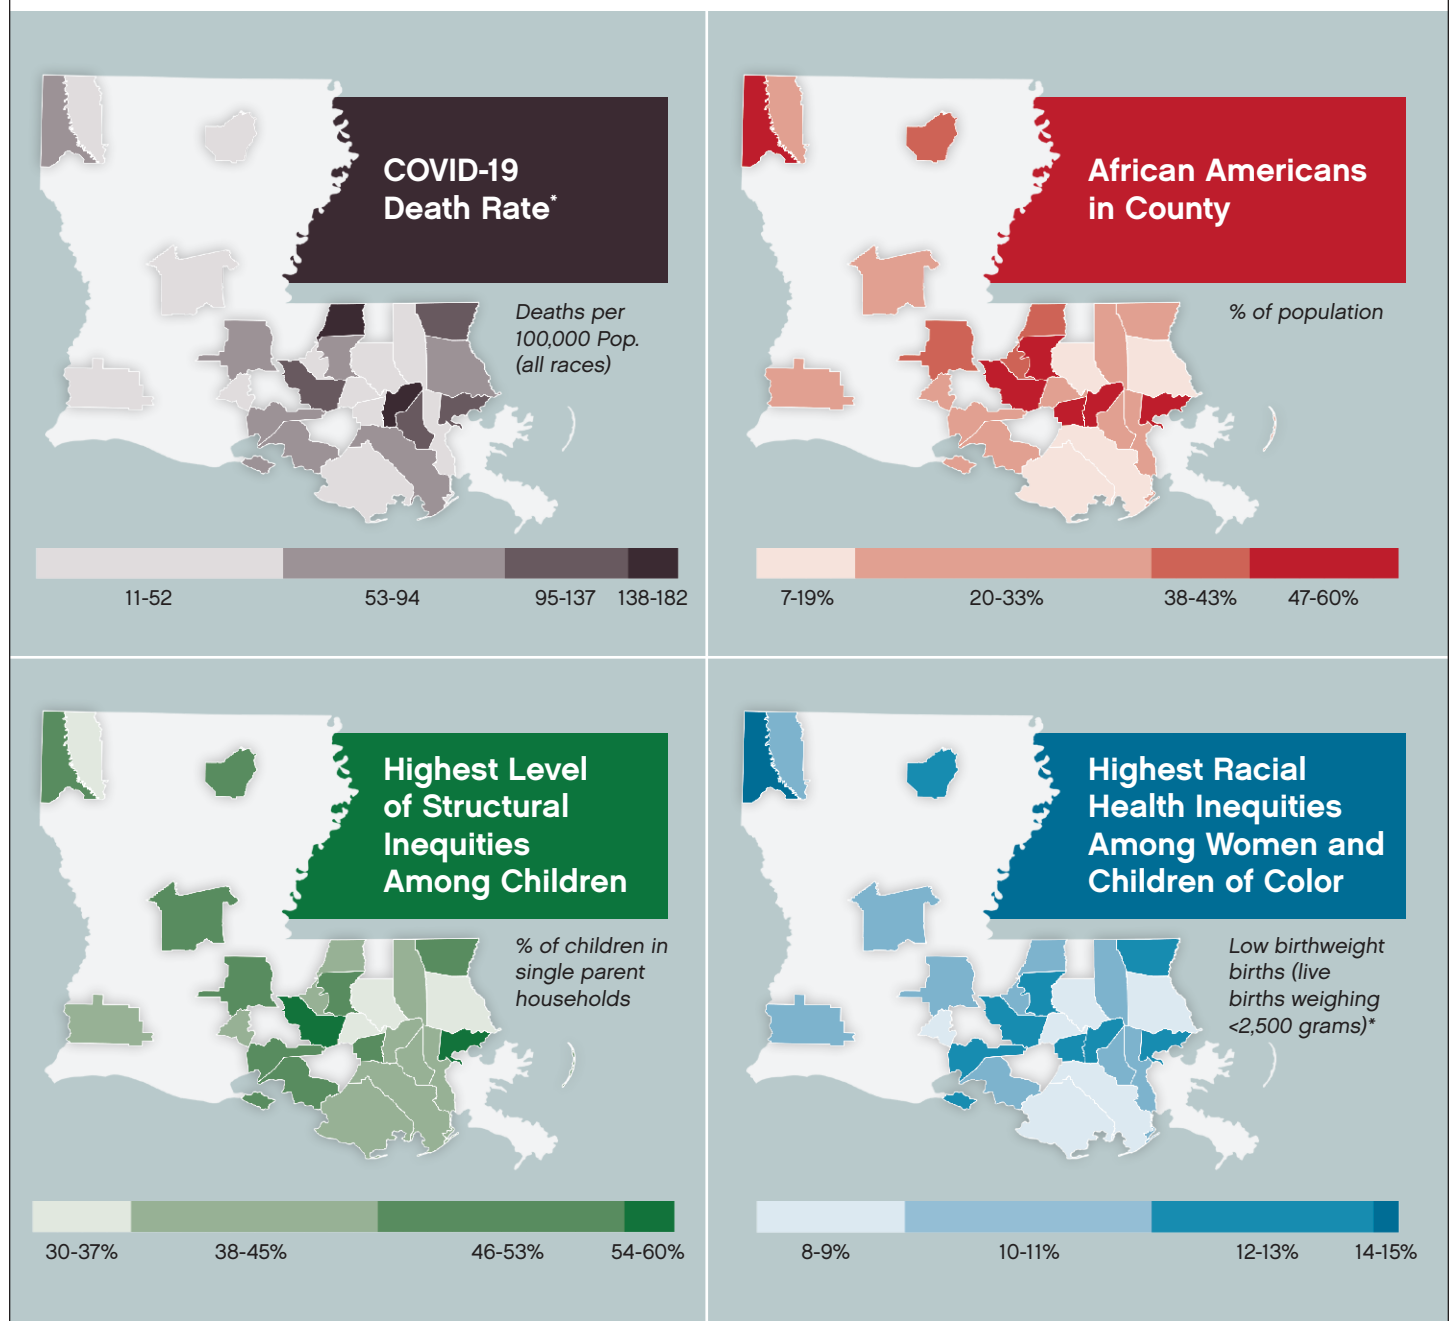 COVID-19
Death Rate*
Deaths per
100,000 Pop.
(all races)
11-52
53-94
95-137
138-182
African Americans
in County
% of population
7-19%
20-33%
38-43%
47-60%
Highest Level
of Structural
Inequities
Among Children
% of children in
single parent
households
30-37%
38-45%
46-53%
54-60%
Highest Racial
Health Inequities
Among Women and
Children of Color
Low birthweight
births (live
births weighing
<2,500 grams)*
8-9%
10-11%
12-13%
14-15%